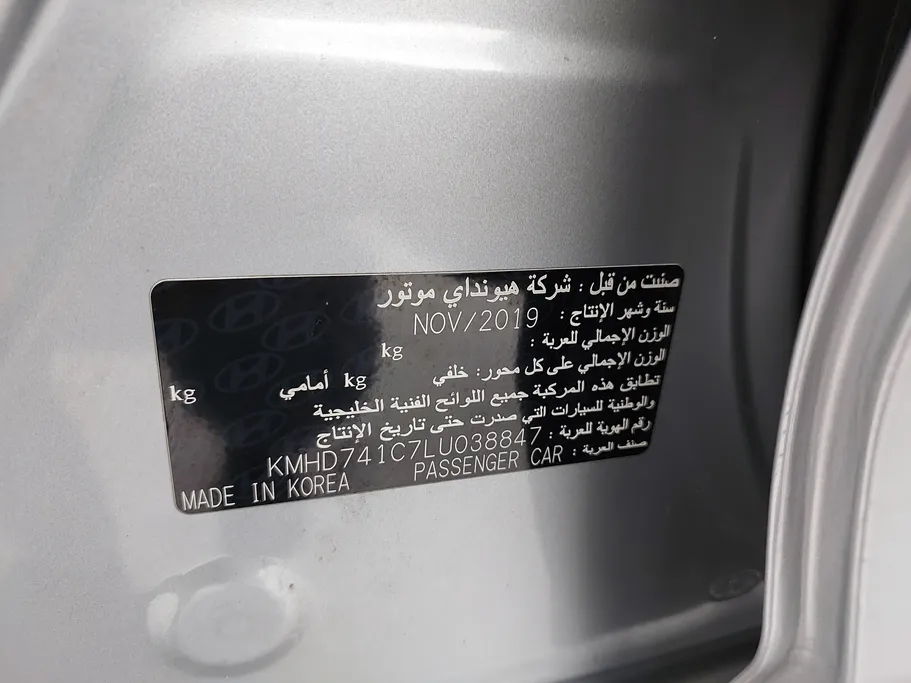 صنعت من قبل : شركة هيونداي موتور
سنة وشهر الإنتاج : NOV/2019
الوزن الإجمالي للعربة : kg
الوزن الإجمالي على كل محور: خلفي kg أمامي kg
تطابق هذه المركبة جميع اللوائح الفنية الخليجية
والوطنية للسيارات التي صدرت حتى تاريخ الإنتاج
رقم الهوية للعربة : KMHD741C7LU038847
صنف العربة : PASSENGER CAR
MADE IN KOREA